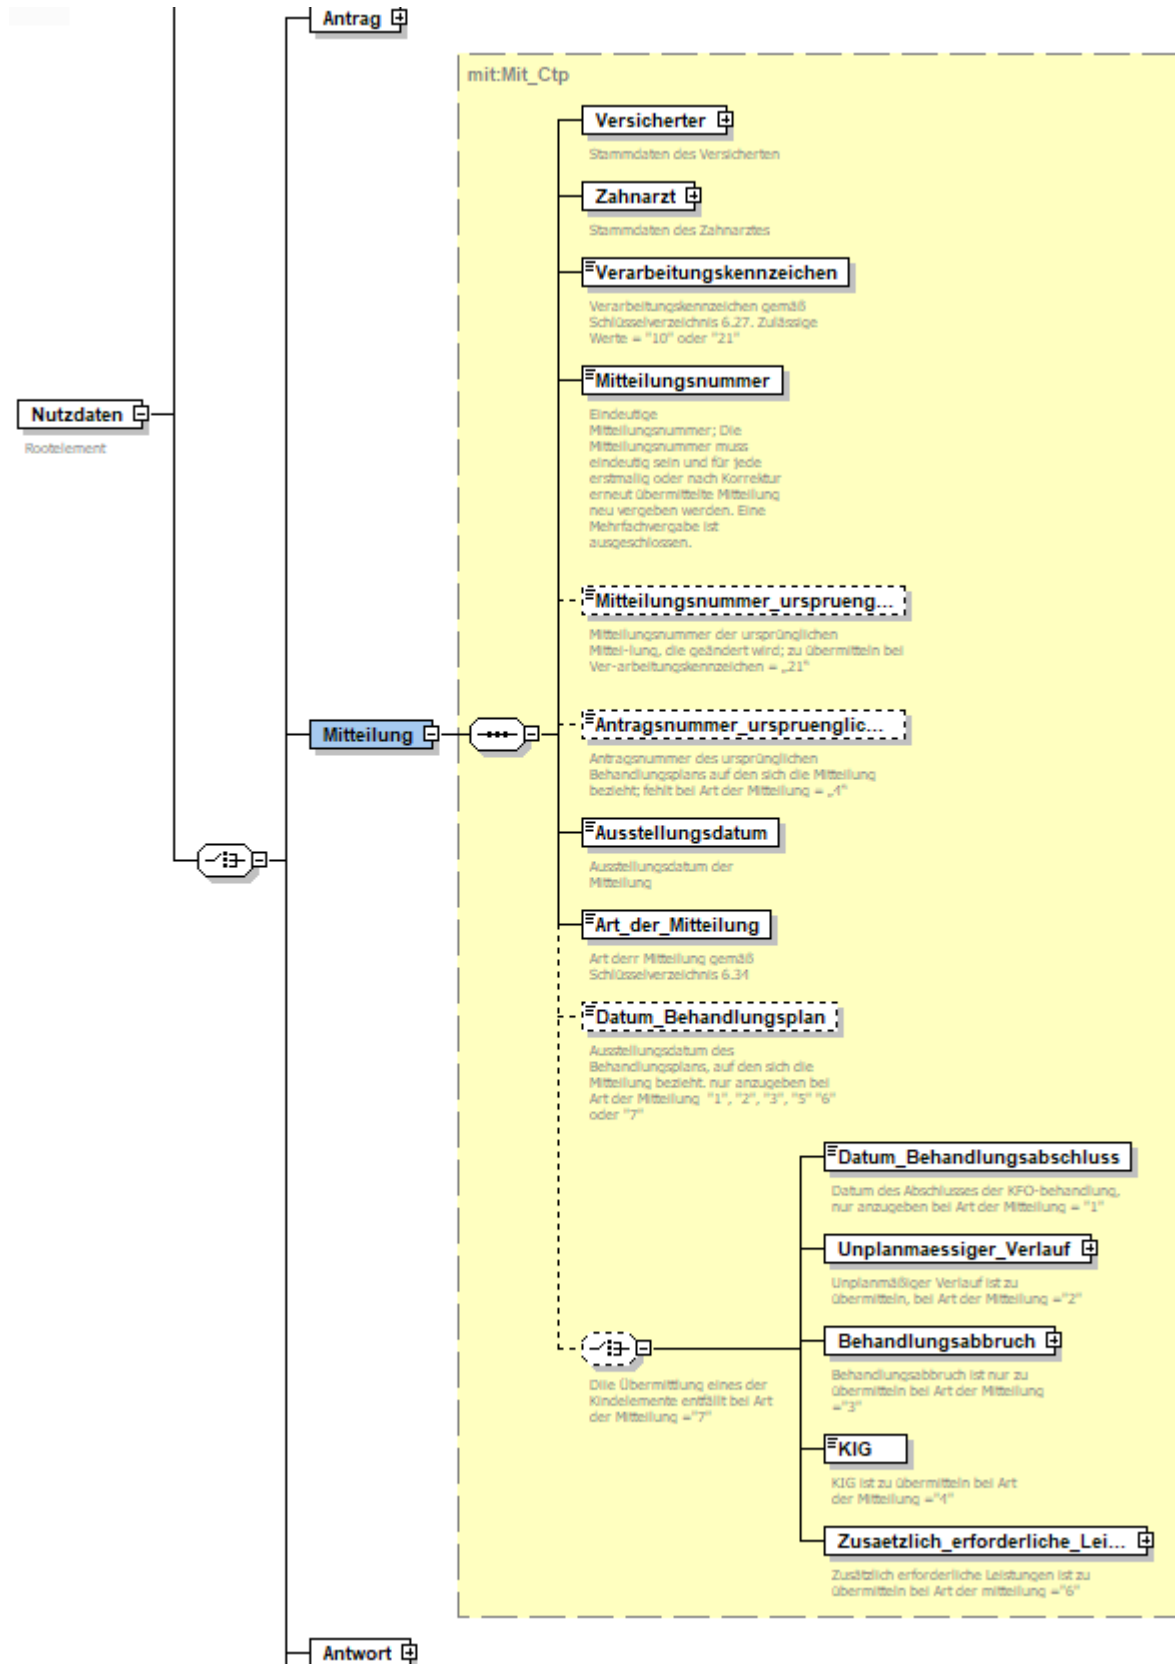 Antrag
mit:Mit_Ctp
Versicherter
Stammdaten des Versicherten
Zahnarzt
Stammdaten des Zahnarztes
Verarbeitungskennzeichen
Verarbeitungskennzeichen gemäß
Schlüsselverzeichnis 6.27. Zulässige
Werte = "10" oder "21"
Mitteilungsnummer
Eindeutige
Mitteilungsnummer; Die
Mitteilungsnummer muss
eindeutig sein und für jede
erstmalig oder nach Korrektur
erneut übermittelte Mitteilung
neu vergeben werden. Eine
Mehrfachvergabe ist
ausgeschlossen.
Nutzdaten
Rootelement
Mitteilungsnummer_ursprueng...
Mitteilungsnummer der ursprünglichen
Mittei-lung, die geändert wird; zu übermitteln bei
Ver-arbeitungskennzeichen = „21“
Mitteilung
Antragsnummer_ursprueng​lic...
Antragsnummer des ursprünglichen
Behandlungsplans auf den sich die Mitteilung
bezieht; fehlt bei Art der Mitteilung = „4“
Ausstellungsdatum
Ausstellungsdatum der
Mitteilung
Art_der_Mitteilung
Art derr Mitteilung gemäß
Schlüsselverzeichnis 6.34
Datum_Behandlungsplan
Ausstellungsdatum des
Behandlungsplans, auf den sich die
Mitteilung bezieht. nur anzugeben bei
Art der Mitteilung "1", "2", "3", "5" "6"
oder "7"
Datum_Behandlungsabschluss
Datum des Abschlusses der KFO-behandlung,
nur anzugeben bei Art der Mitteilung = "1"
Unplanmaessiger_Verlauf
Unplanmäßiger Verlauf ist zu
übermitteln, bei Art der Mitteilung ="2"
Behandlungsabbruch
Behandlungsabbruch ist nur zu
übermitteln bei Art der Mitteilung
="3"
DIie Übermittlung eines der
Kindelemente entfällt bei Art
der Mitteilung ="7"
KIG
KIG ist zu übermitteln bei Art
der Mitteilung ="4"
Zusaetzlich_erforderliche_Lei...
Zusätzlich erforderliche Leistungen ist zu
übermitteln bei Art der mitteilung ="6"
Antwort